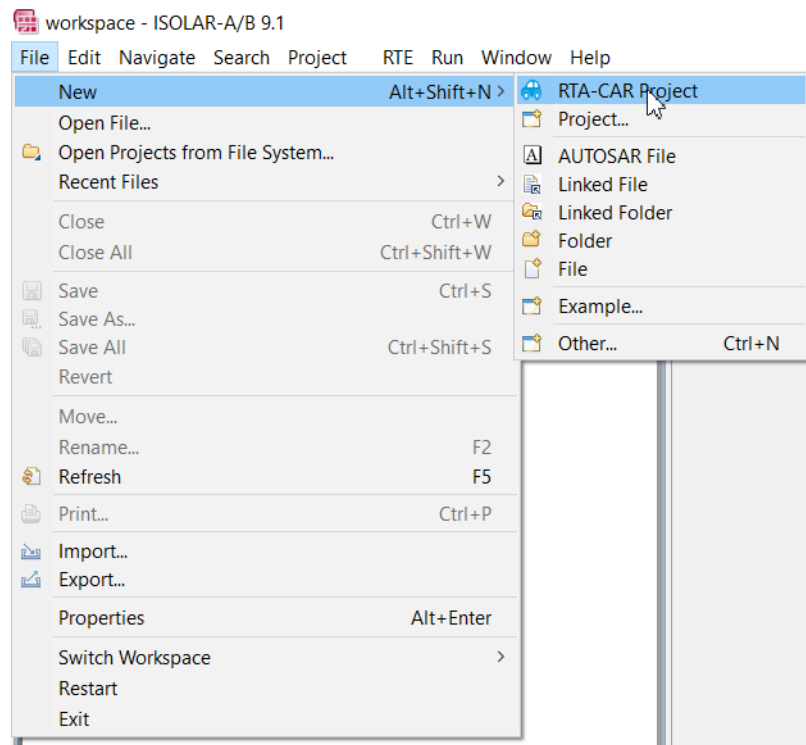 workspace - ISOLAR-A/B 9.1
File Edit Navigate Search Project RTE Run Window Help
New Alt+Shift+N >
Open File...
Open Projects from File System...
Recent Files >
Close Ctrl+W
Close All Ctrl+Shift+W
Save Ctrl+S
Save As...
Save All Ctrl+Shift+S
Revert
Move...
Rename... F2
Refresh F5
Print... Ctrl+P
Import...
Export...
Properties Alt+Enter
Switch Workspace >
Restart
Exit
RTA-CAR Project
Project...
AUTOSAR File
Linked File
Linked Folder
Folder
File
Example...
Other... Ctrl+N